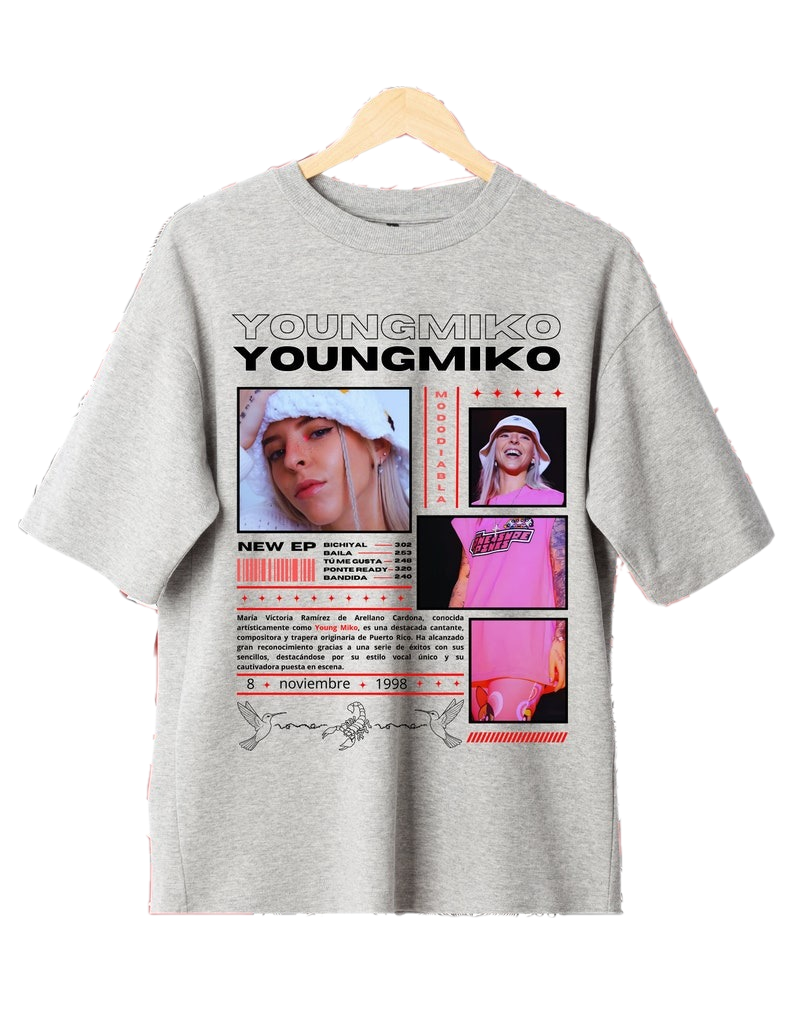 YOUNGMIKO
YOUNGMIKO
MODODIABLA
NEW EP
BICHIYAL 3:02
BAILA 2:53
TÚ ME GUSTA 2:48
PONTE READY 3:20
BANDIDA 2:40
María Victoria Ramírez de Arellano Cardona, conocida
artísticamente como Young Miko, es una destacada cantante,
compositora y trapera originaria de Puerto Rico. Ha alcanzado
gran reconocimiento gracias a una serie de éxitos con sus
sencillos, destacándose por su estilo vocal único y su
cautivadora puesta en escena.
8 noviembre 1998